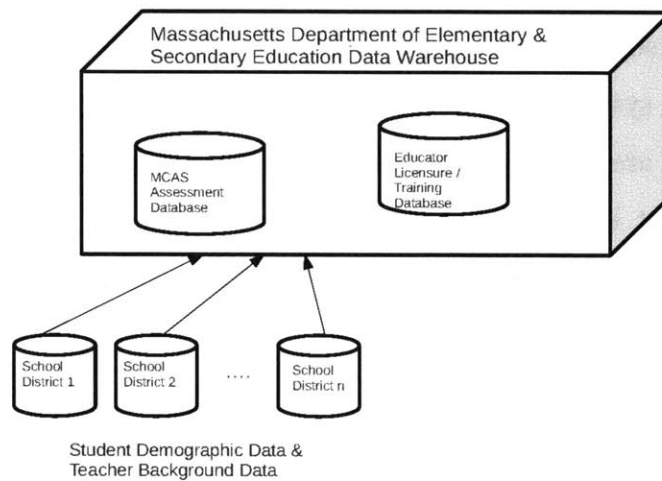 Massachusetts Department of Elementary &
Secondary Education Data Warehouse
MCAS
Assessment
Database
Educator
Licensure /
Training
Database
School
District 1
School
District 2
....
School
District n
Student Demographic Data &
Teacher Background Data